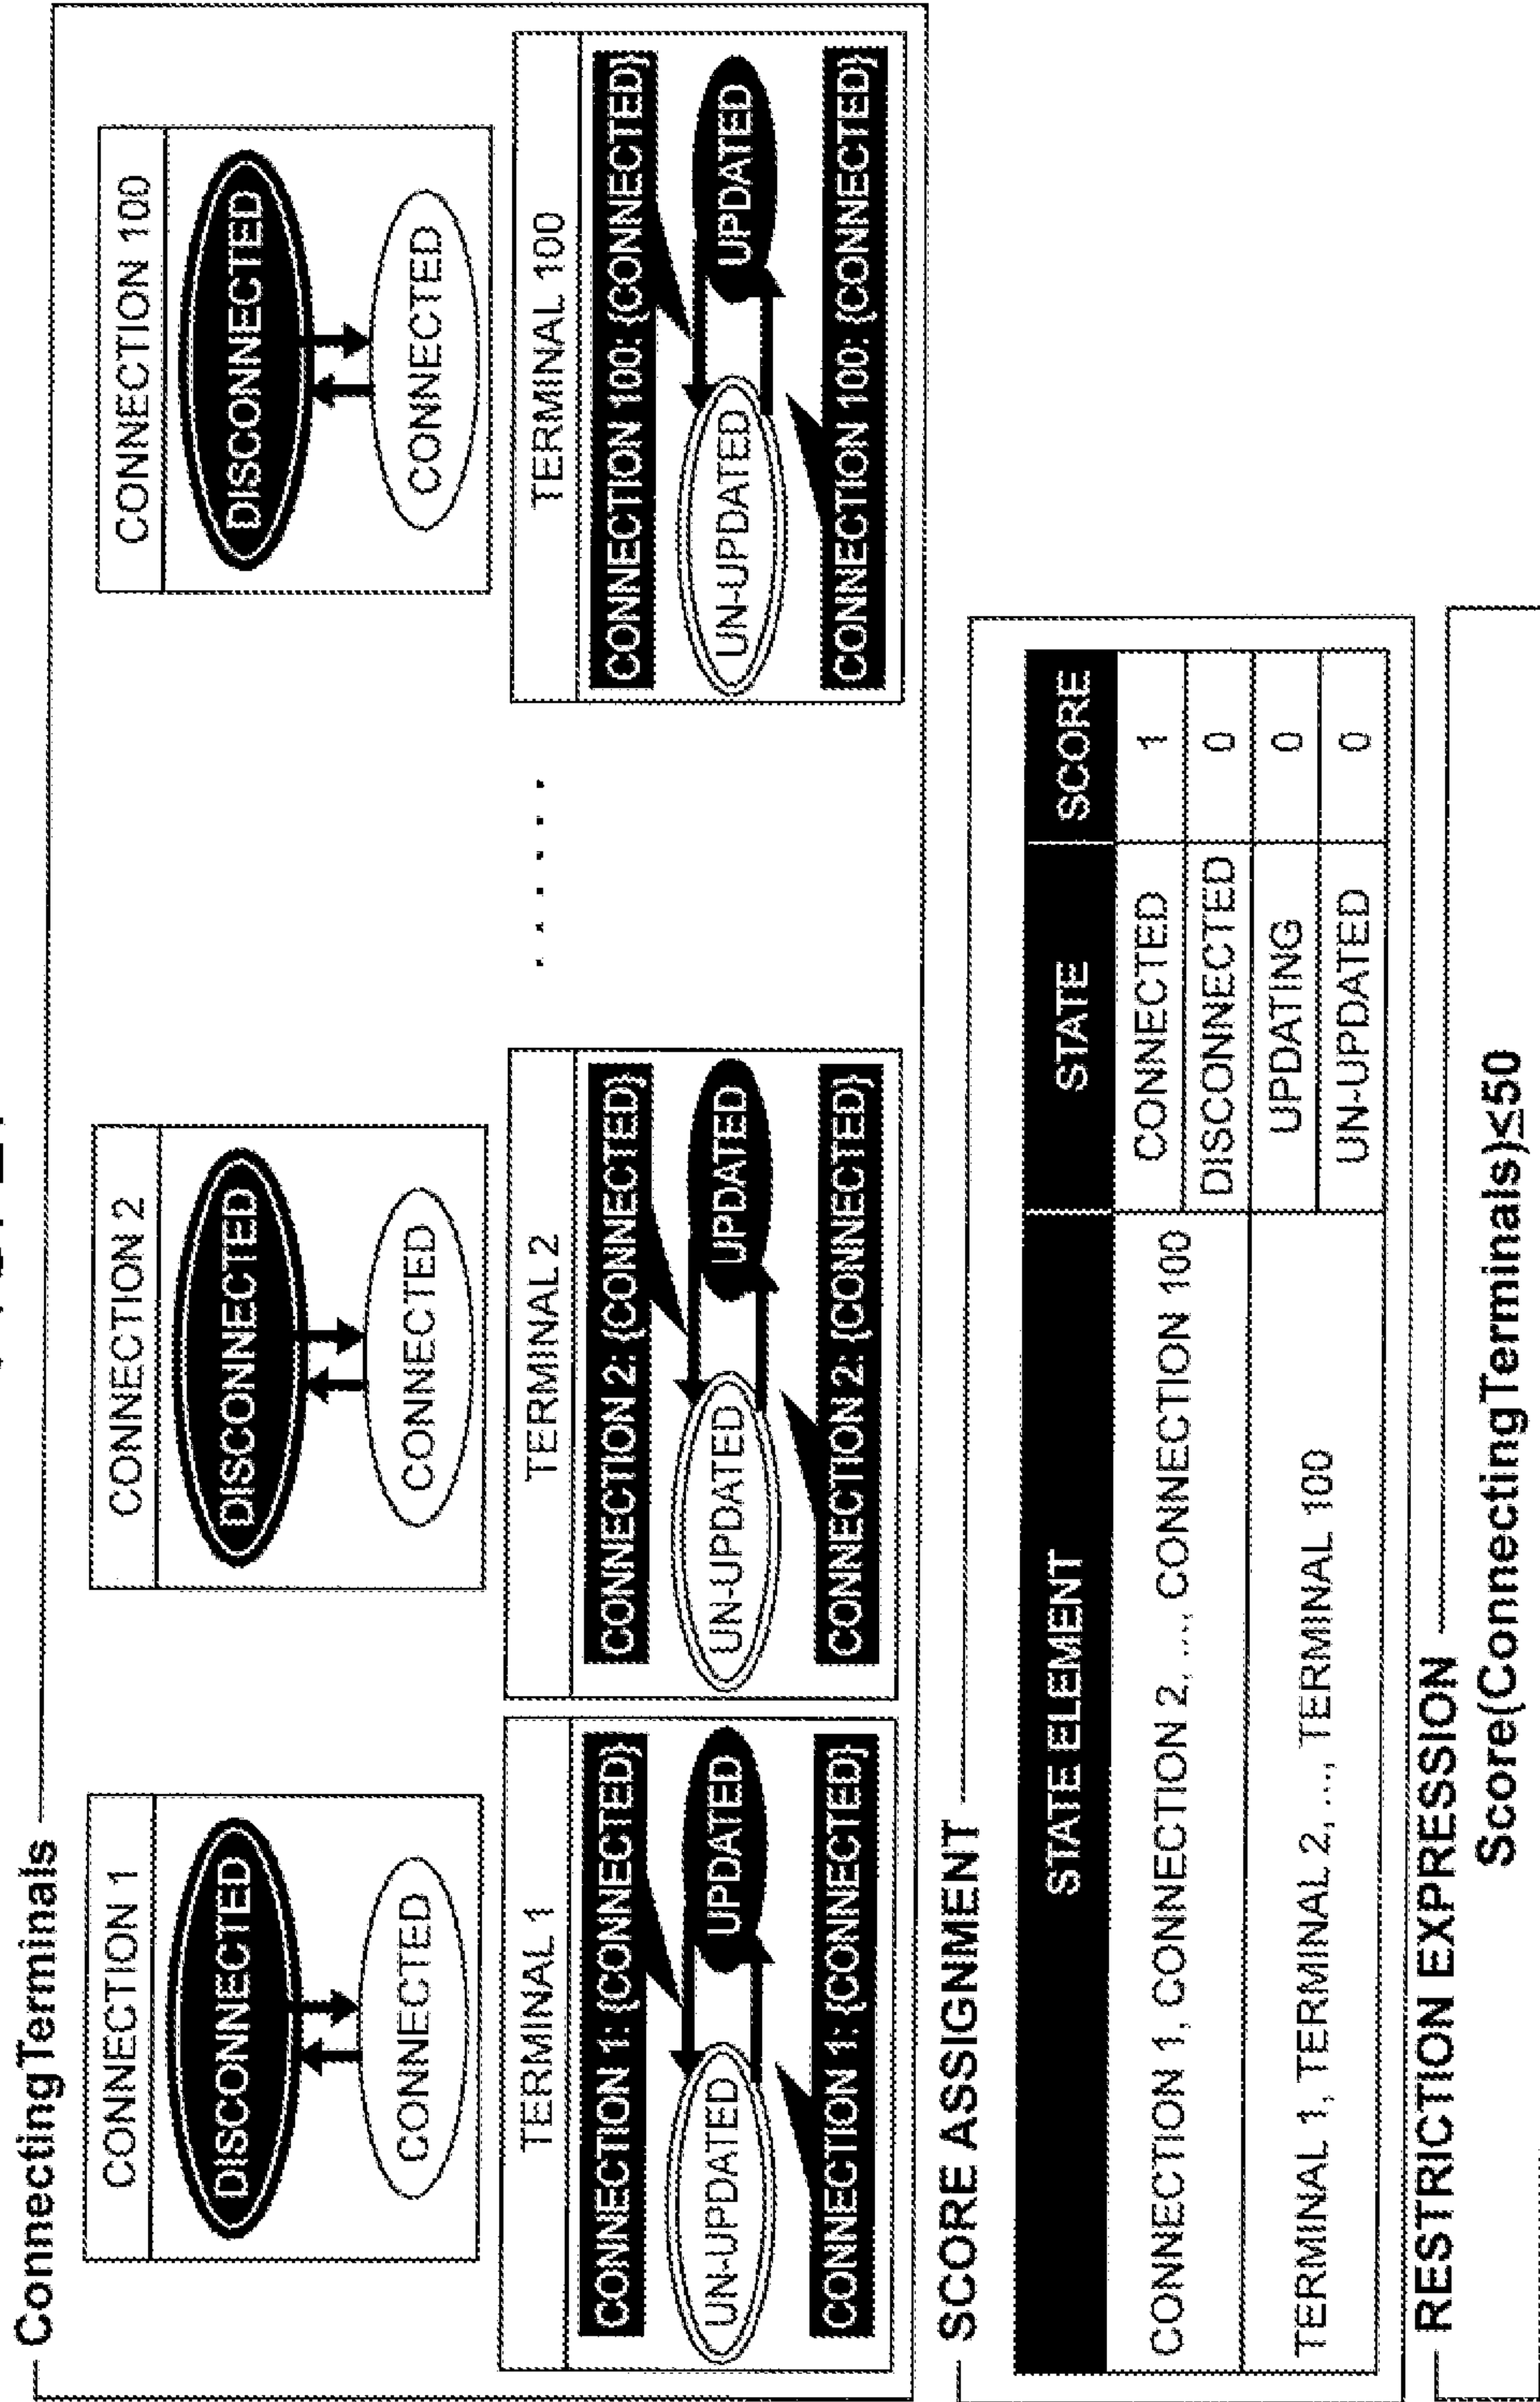 ConnectingTerminals
CONNECTION 1
DISCONNECTED
CONNECTED
CONNECTION 2
DISCONNECTED
CONNECTED
. . . . . .
CONNECTION 100
DISCONNECTED
CONNECTED
TERMINAL 1
CONNECTION 1: {CONNECTED}
UN-UPDATED
UPDATED
CONNECTION 1: {CONNECTED}
TERMINAL 2
CONNECTION 2: {CONNECTED}
UN-UPDATED
UPDATED
CONNECTION 2: {CONNECTED}
TERMINAL 100
CONNECTION 100: {CONNECTED}
UN-UPDATED
UPDATED
CONNECTION 100: {CONNECTED}
SCORE ASSIGNMENT
STATE ELEMENT STATE SCORE
CONNECTION 1, CONNECTION 2, ..., CONNECTION 100 CONNECTED 1
DISCONNECTED 0
TERMINAL 1, TERMINAL 2, ..., TERMINAL 100 UPDATING 0
UN-UPDATED 0
RESTRICTION EXPRESSION
Score(ConnectingTerminals)≤50